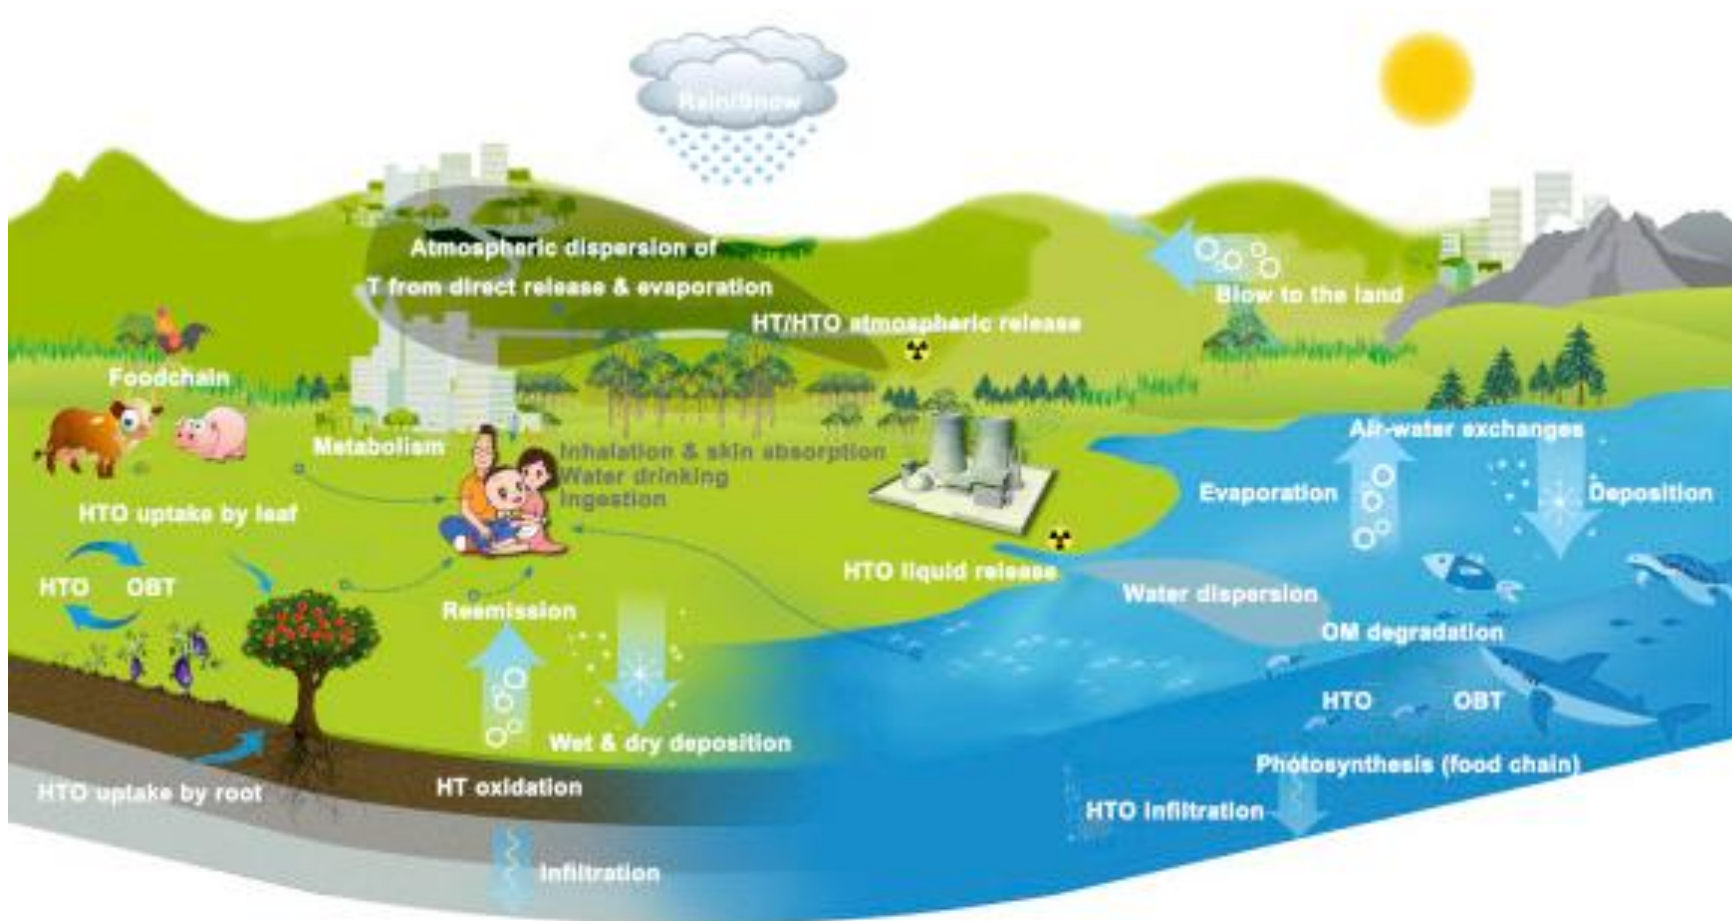 Rain/Snow
Atmospheric dispersion of
T from direct release & evaporation
Blow to the land
HT/HTO atmospheric release
Foodchain
Metabolism
Inhalation & skin absorption
Water drinking
Ingestion
Air-water exchanges
Evaporation
Deposition
HTO uptake by leaf
HTO
OBT
HTO liquid release
Water dispersion
Reemission
OM degradation
HTO
OBT
Wet & dry deposition
Photosynthesis (food chain)
HT oxidation
HTO uptake by root
HTO infiltration
Infiltration